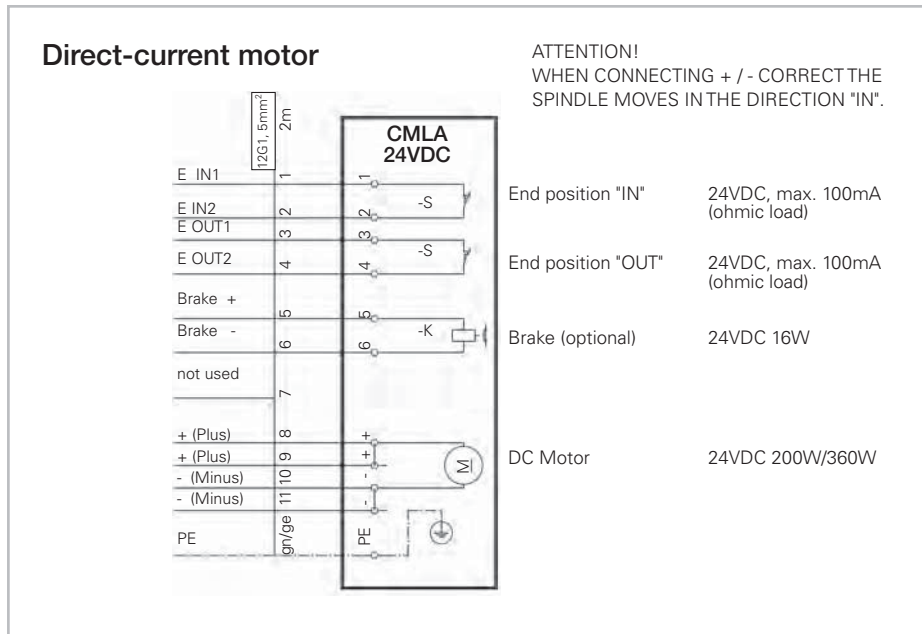 Direct-current motor
ATTENTION!
WHEN CONNECTING + / - CORRECT THE
SPINDLE MOVES IN THE DIRECTION "IN".
12G1, 5mm²
2m
CMLA
24VDC
E IN1
1
1
E IN2
2
2
-S
End position "IN"
24VDC, max. 100mA
(ohmic load)
E OUT1
3
3
E OUT2
4
4
-S
End position "OUT"
24VDC, max. 100mA
(ohmic load)
Brake +
5
5
Brake -
6
6
-K
Brake (optional)
24VDC 16W
not used
7
+ (Plus)
8
+
+ (Plus)
9
+
- (Minus)
10
-
- (Minus)
11
-
M
DC Motor
24VDC 200W/360W
PE
gn/ge
PE